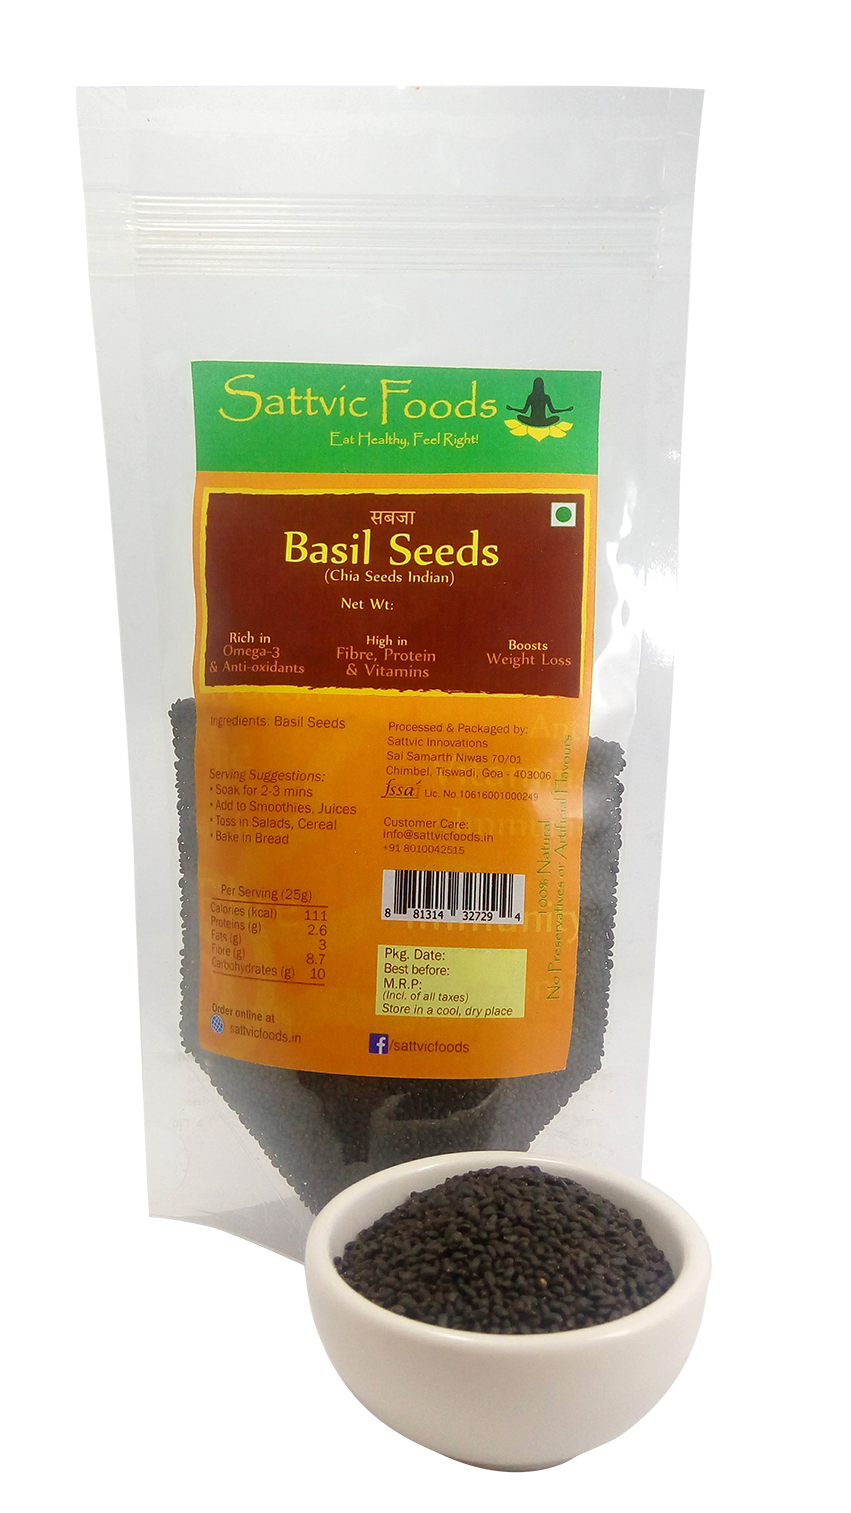 Sattvic Foods
Eat Healthy, Feel Right!
सबजा
Basil Seeds
(Chia Seeds Indian)
Net Wt:
Rich in
Omega-3
& Anti-oxidants
High in
Fibre, Protein
& Vitamins
Boosts
Weight Loss
Ingredients: Basil Seeds
Serving Suggestions:
• Soak for 2-3 mins
• Add to Smoothies, Juices
• Toss in Salads, Cereal
• Bake in Bread
Per Serving (25g)
Calories (kcal) 111
Proteins (g) 2.6
Fats (g) 3
Fibre (g) 8.7
Carbohydrates (g) 10
Order online at
sattvicfoods.in
Processed & Packaged by:
Sattvic Innovations
Sai Samarth Niwas 70/01
Chimbel, Tiswadi, Goa - 403006
fssai Lic. No.10616001000249
Customer Care:
info@sattvicfoods.in
+91 8010042515
8 81314 32729 4
Pkg. Date:
Best before:
M.R.P:
(Incl. of all taxes)
Store in a cool, dry place
f/sattvicfoods
100% Natural
No Preservatives or Artificial Flavours
immunity